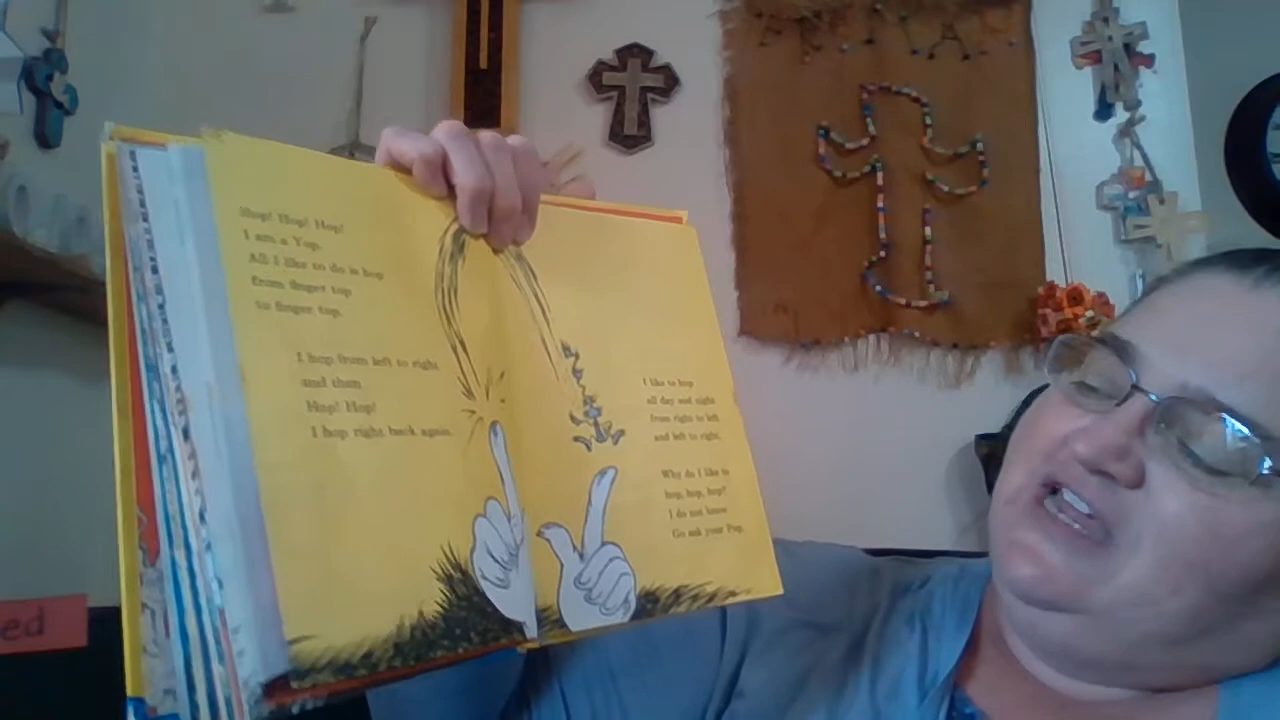 Hop! Hop! Hop!
I am a Yop.
All I like to do is hop
from finger top
to finger top.
I hop from left to right
and then
Hop! Hop!
I hop right back again.
I like to hop
all day and night
from right to left
and left to right.
Why do I like to
hop, hop, hop?
I do not know.
Go ask your Pop.
ed